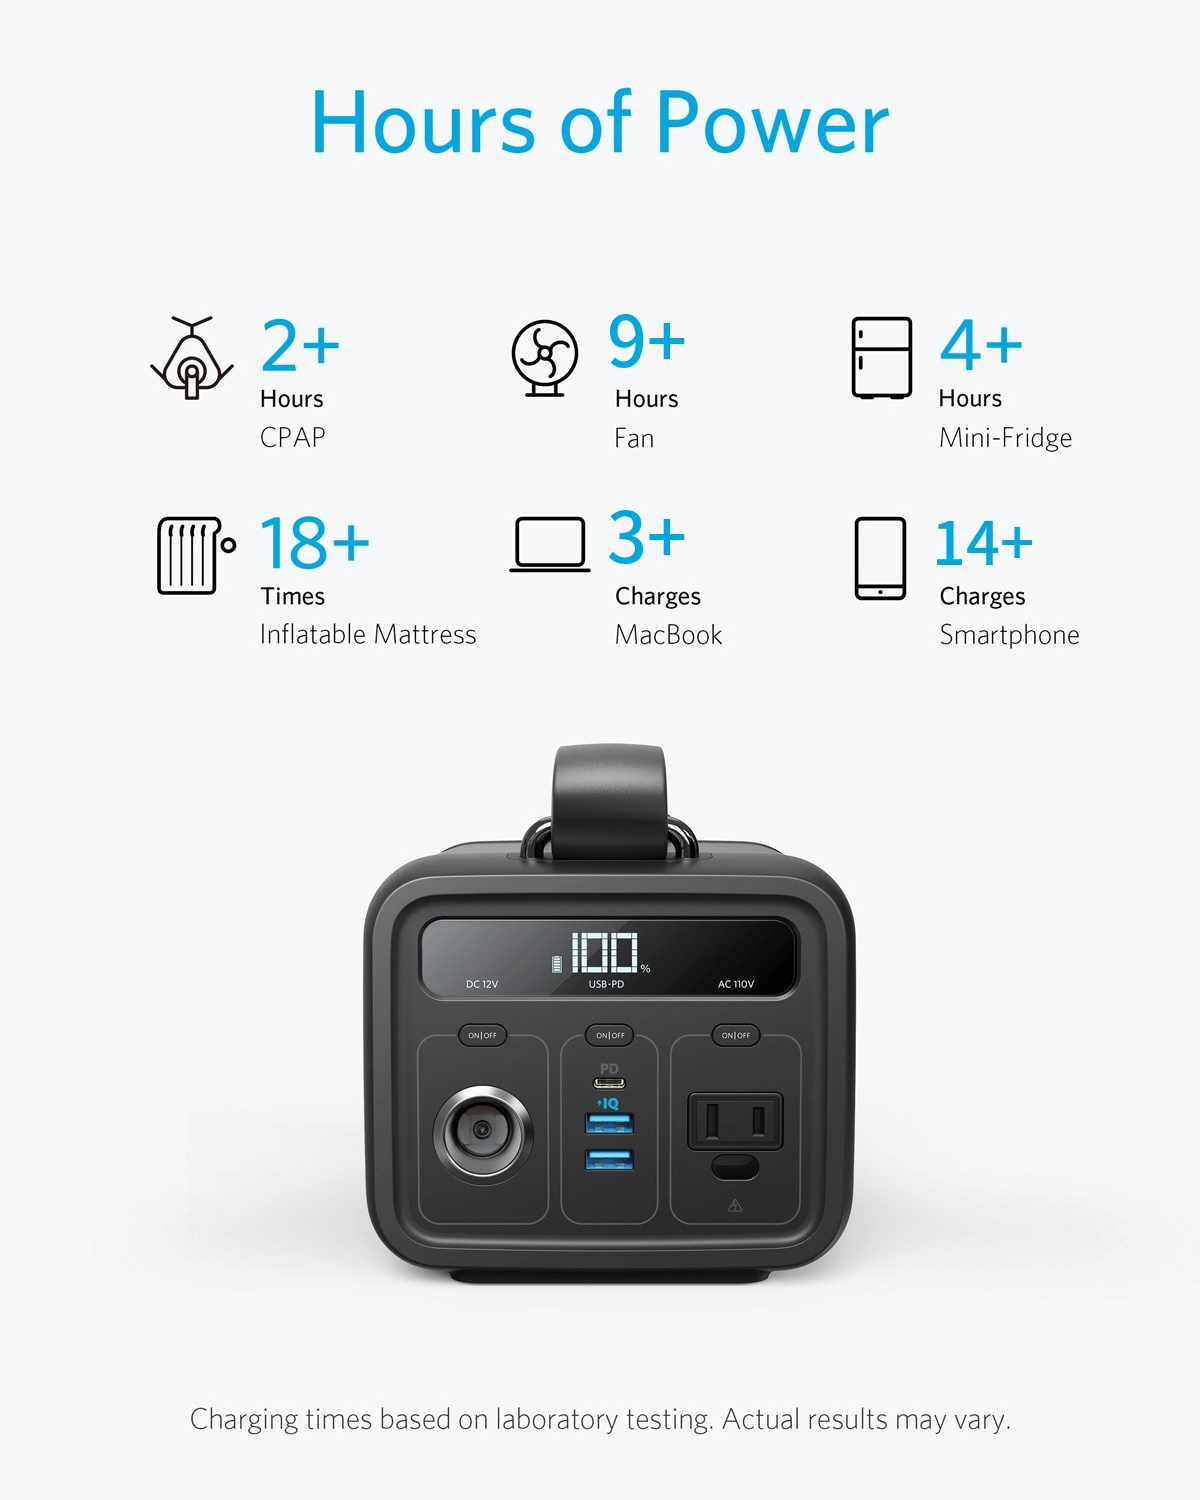 Hours of Power
2+
Hours
CPAP
9+
Hours
Fan
4+
Hours
Mini-Fridge
18+
Times
Inflatable Mattress
3+
Charges
MacBook
14+
Charges
Smartphone
100%
DC 12V
USB·PD
AC 110V
ON|OFF
ON|OFF
ON|OFF
PD
IQ
Charging times based on laboratory testing. Actual results may vary.